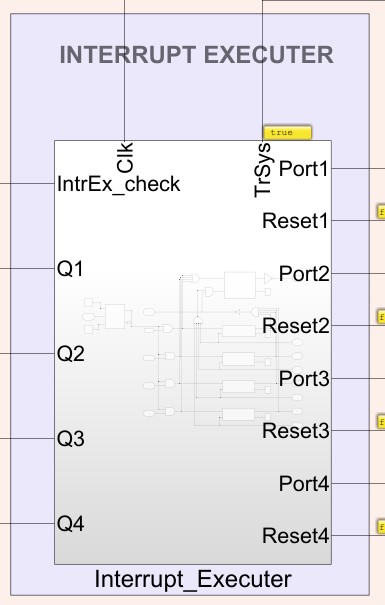 INTERRUPT EXECUTER
Clk
TrSys
true
IntrEx_check
Port1
Reset1
f
Q1
Port2
Reset2
f
Q2
Port3
Reset3
f
Q3
Port4
Q4
Reset4
f
Interrupt_Executer